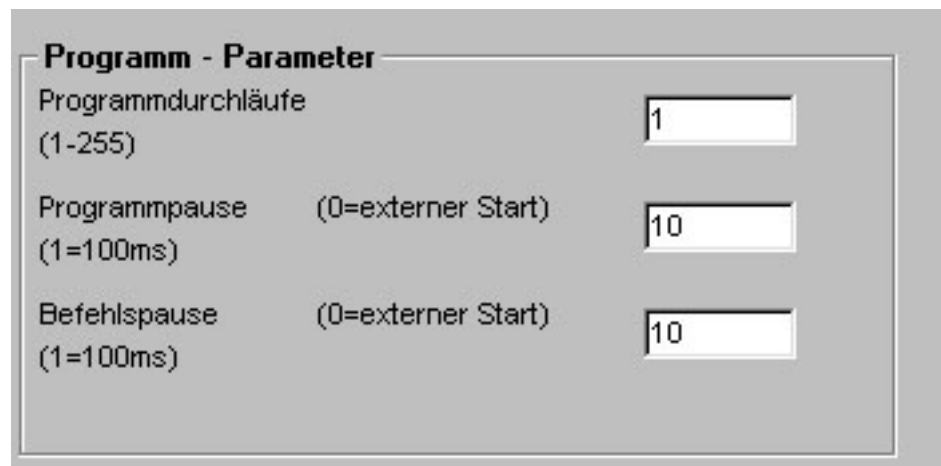 Programm - Parameter
Programmdurchläufe
(1-255)
1
Programmpause (0=externer Start)
(1=100ms)
10
Befehlspause (0=externer Start)
(1=100ms)
10